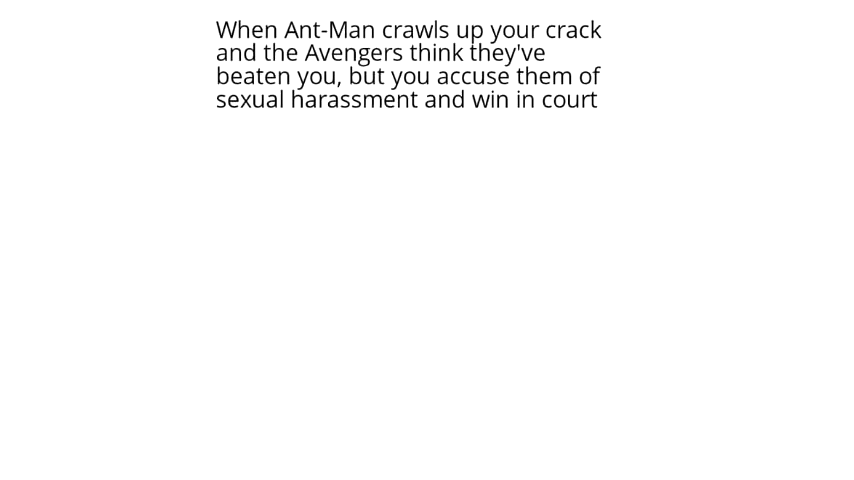 When Ant-Man crawls up your crack
and the Avengers think they've
beaten you, but you accuse them of
sexual harassment and win in court